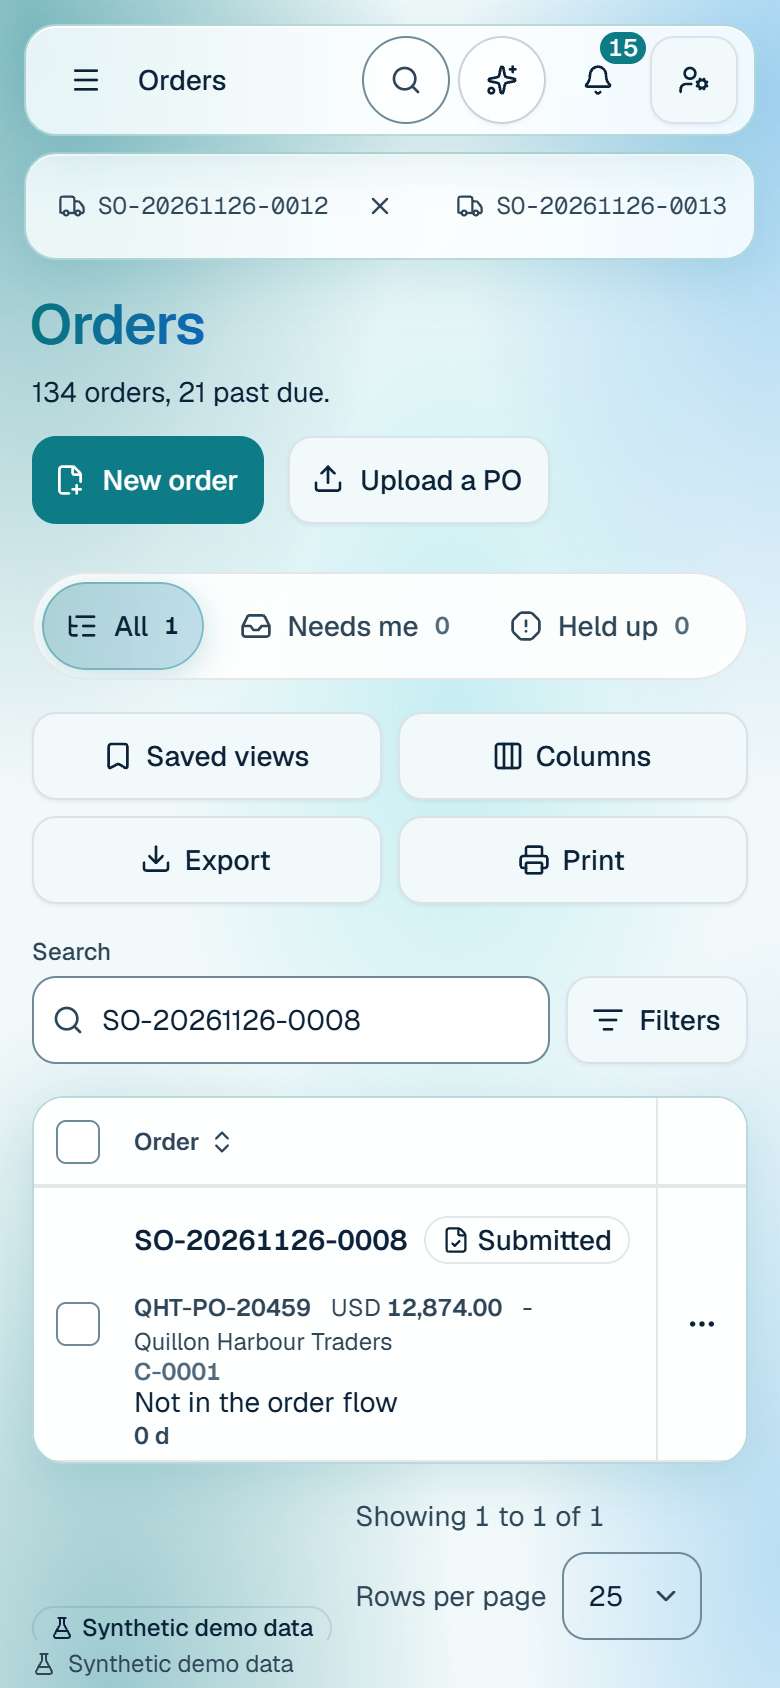 Orders
15
SO-20261126-0012
SO-20261126-0013
Orders
134 orders, 21 past due.
New order
Upload a PO
All 1
Needs me 0
Held up 0
Saved views
Columns
Export
Print
Search
SO-20261126-0008
Filters
Order
SO-20261126-0008
Submitted
QHT-PO-20459 USD 12,874.00 -
Quillon Harbour Traders
C-0001
Not in the order flow
0 d
Showing 1 to 1 of 1
Rows per page 25
Synthetic demo data
Synthetic demo data